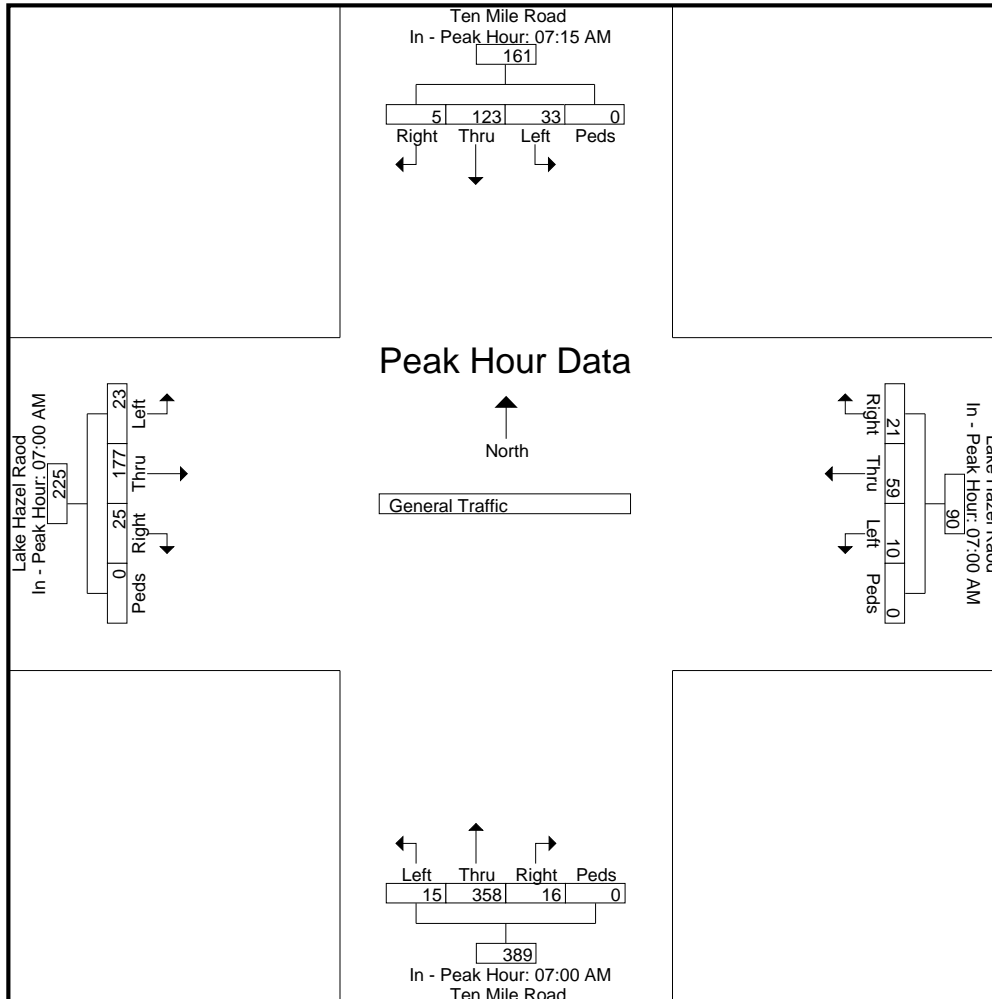 Ten Mile Road
In - Peak Hour: 07:15 AM
161
5 123 33 0
Right Thru Left Peds
Peak Hour Data
North
General Traffic
Lake Hazel Raod
In - Peak Hour: 07:00 AM
225
23 177 25 0
Left Thru Right Peds
Lake Hazel Raod
In - Peak Hour: 07:00 AM
90
21 59 10 0
Right Thru Left Peds
Left Thru Right Peds
15 358 16 0
389
In - Peak Hour: 07:00 AM
Ten Mile Road